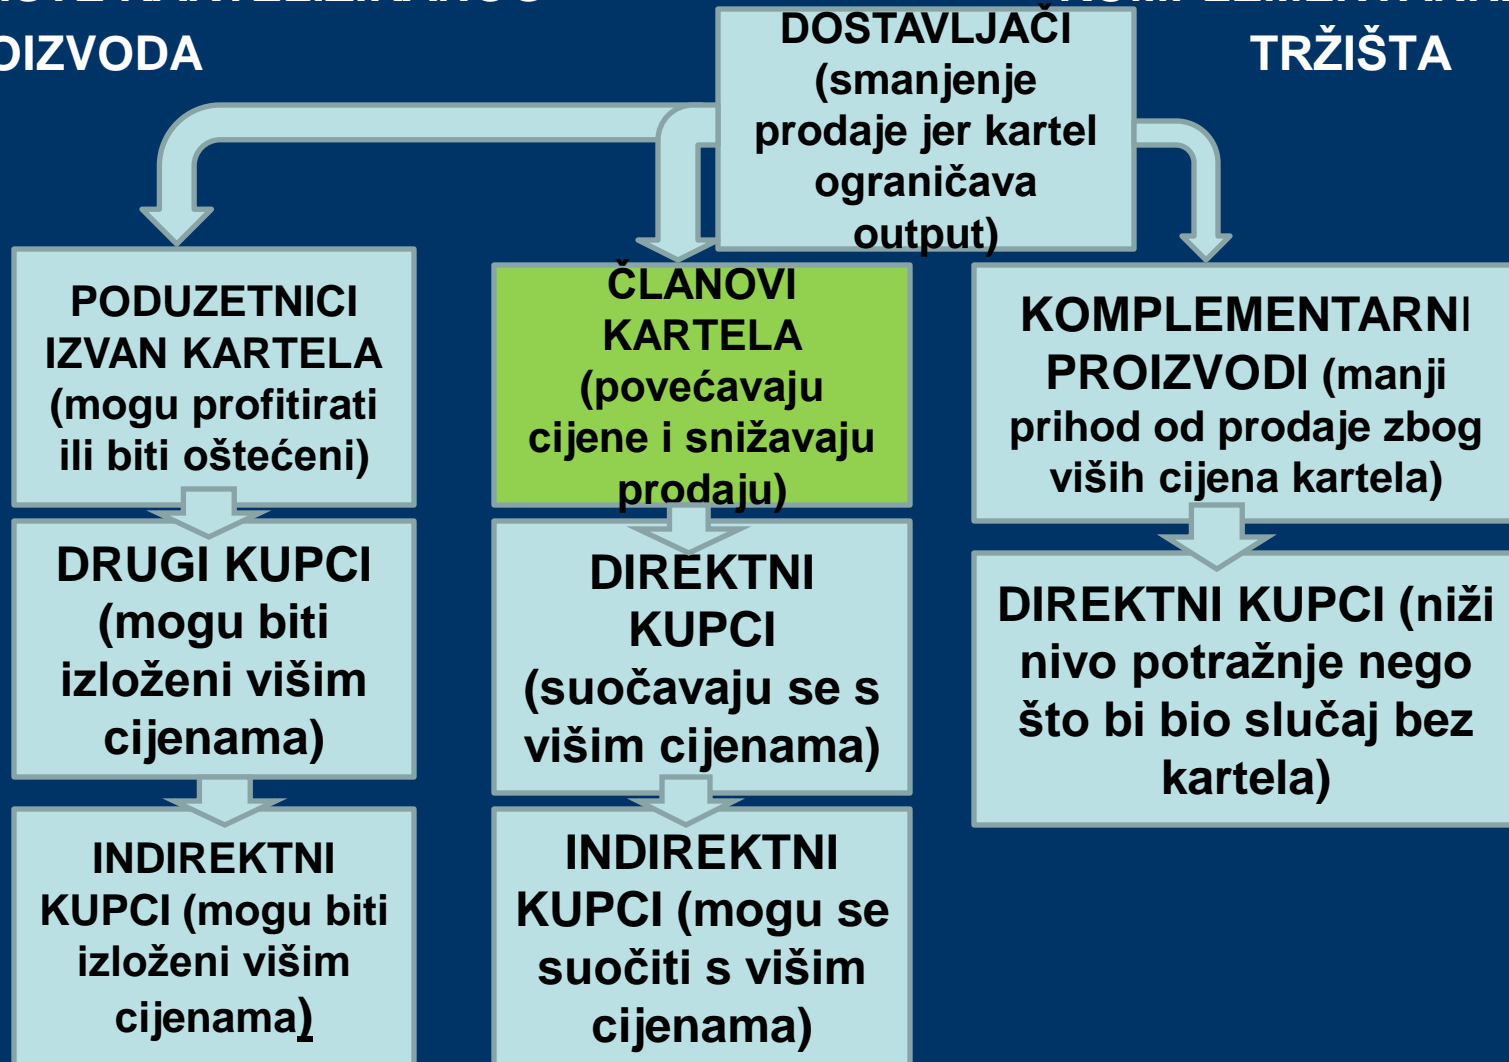 OIZVODA
TRŽIŠTA
DOSTAVLJAČI
(smanjenje
prodaje jer kartel
ograničava
output)
PODUZETNICI
IZVAN KARTELA
(mogu profitirati
ili biti oštećeni)
DRUGI KUPCI
(mogu biti
izloženi višim
cijenama)
INDIREKTNI
KUPCI (mogu biti
izloženi višim
cijenama)
ČLANOVI
KARTELA
(povećavaju
cijene i snižavaju
prodaju)
DIREKTNI
KUPCI
(suočavaju se s
višim cijenama)
INDIREKTNI
KUPCI (mogu se
suočiti s višim
cijenama)
KOMPLEMENTARNI
PROIZVODI (manji
prihod od prodaje zbog
viših cijena kartela)
DIREKTNI KUPCI (niži
nivo potražnje nego
što bi bio slučaj bez
kartela)